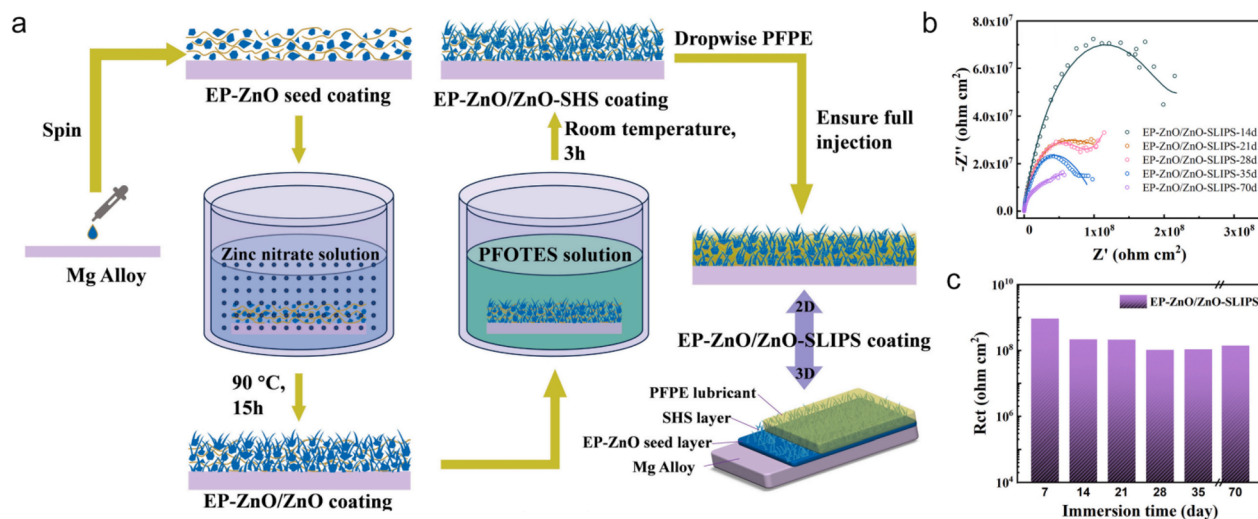 a
Spin
Mg Alloy
EP-ZnO seed coating
Zinc nitrate solution
90 °C,
15h
EP-ZnO/ZnO coating
EP-ZnO/ZnO-SHS coating
Room temperature,
3h
PFOTES solution
Dropwise PFPE
Ensure full
injection
2D
EP-ZnO/ZnO-SLIPS coating
3D
PFPE lubricant
SHS layer
EP-ZnO seed layer
Mg Alloy
b
-Z'' (ohm cm²)
8.0x10⁷
6.0x10⁷
4.0x10⁷
2.0x10⁷
0.0
EP-ZnO/ZnO-SLIPS-14d
EP-ZnO/ZnO-SLIPS-21d
EP-ZnO/ZnO-SLIPS-28d
EP-ZnO/ZnO-SLIPS-35d
EP-ZnO/ZnO-SLIPS-70d
0 1x10⁸ 2x10⁸ 3x10⁸
Z' (ohm cm²)
c
Rct (ohm cm²)
10¹⁰
10⁸
10⁶
10⁴
EP-ZnO/ZnO-SLIPS
7 14 21 28 35 70
Immersion time (day)